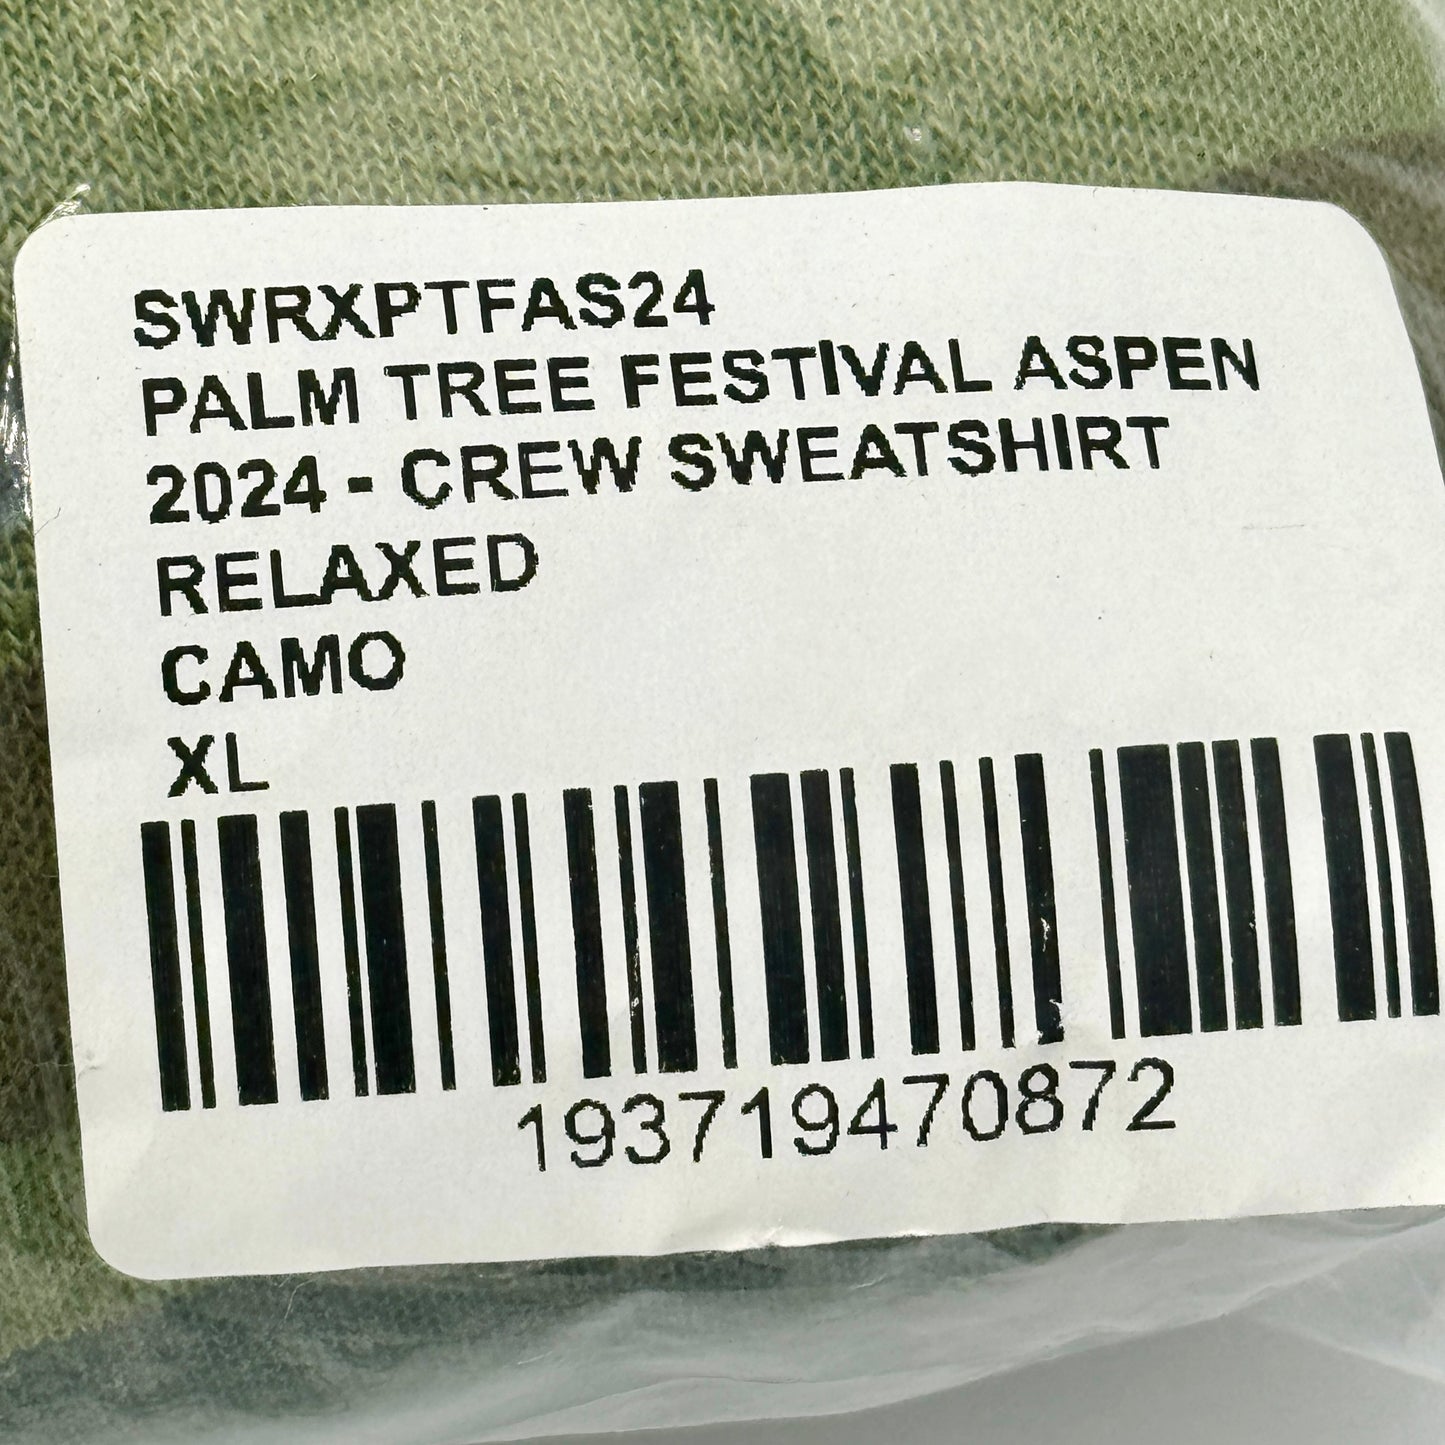 SWRXPTFAS24
PALM TREE FESTIVAL ASPEN
2024 - CREW SWEATSHIRT
RELAXED
CAMO
XL
193719470872